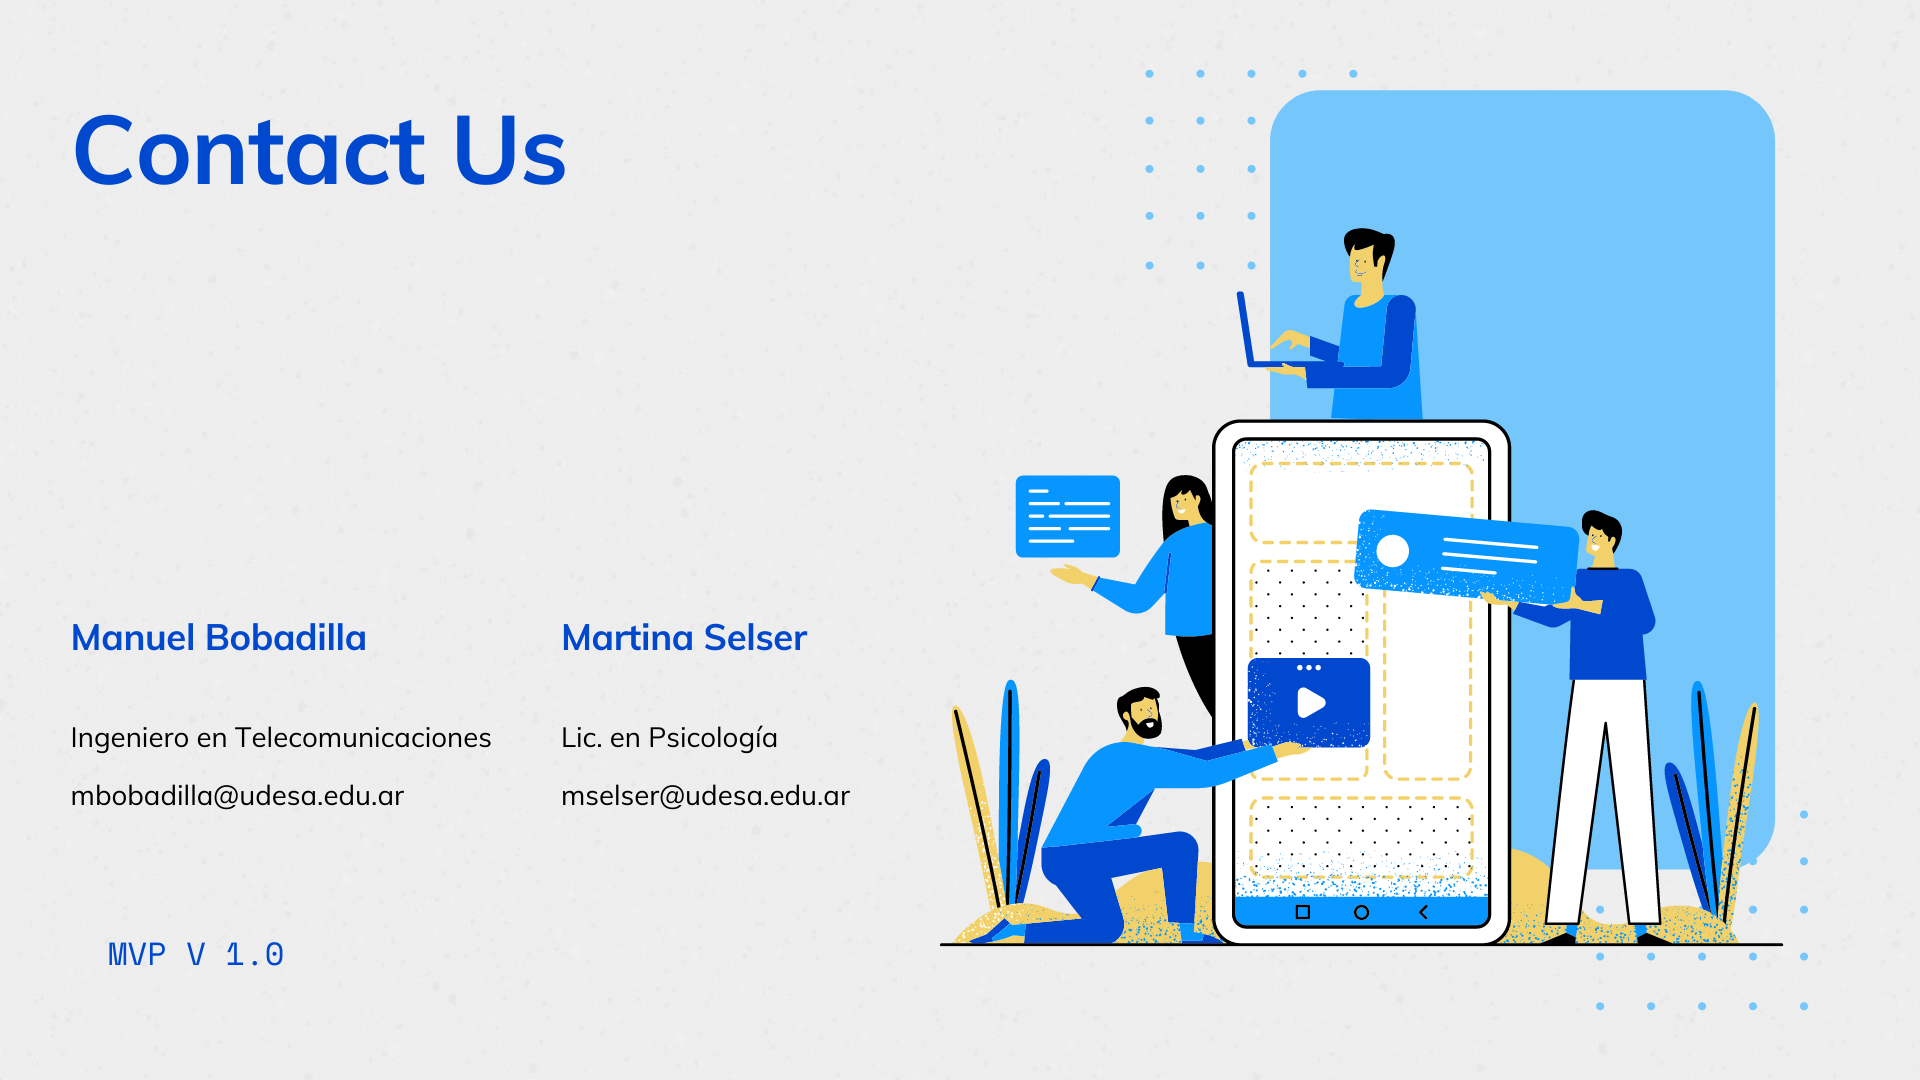 Contact Us
Manuel Bobadilla
Ingeniero en Telecomunicaciones
mbobadilla@udesa.edu.ar
Martina Selser
Lic. en Psicología
mselser@udesa.edu.ar
MVP V 1.0